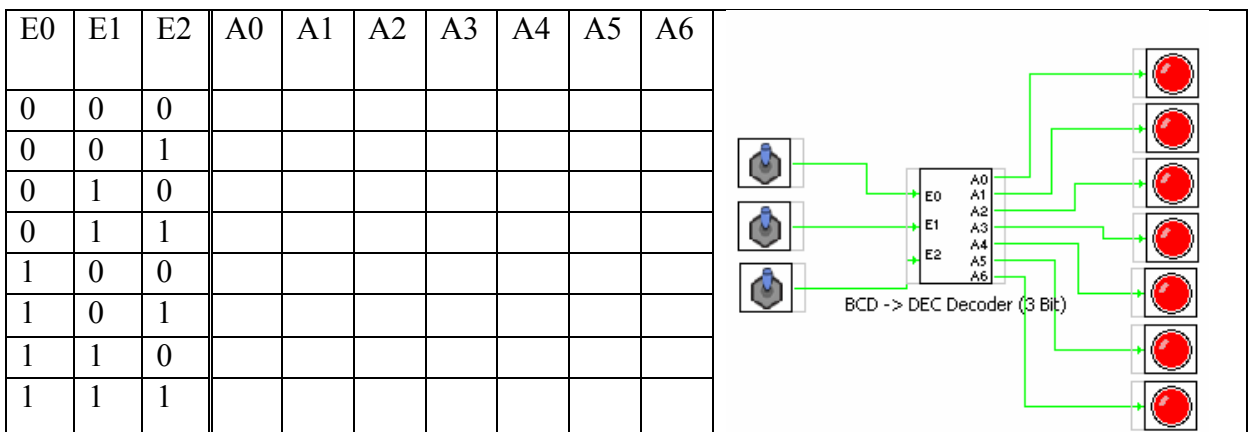 E0 E1 E2 A0 A1 A2 A3 A4 A5 A6
0 0 0
0 0 1
0 1 0
0 1 1
1 0 0
1 0 1
1 1 0
1 1 1
E0
E1
E2
A0
A1
A2
A3
A4
A5
A6
BCD -> DEC Decoder (3 Bit)